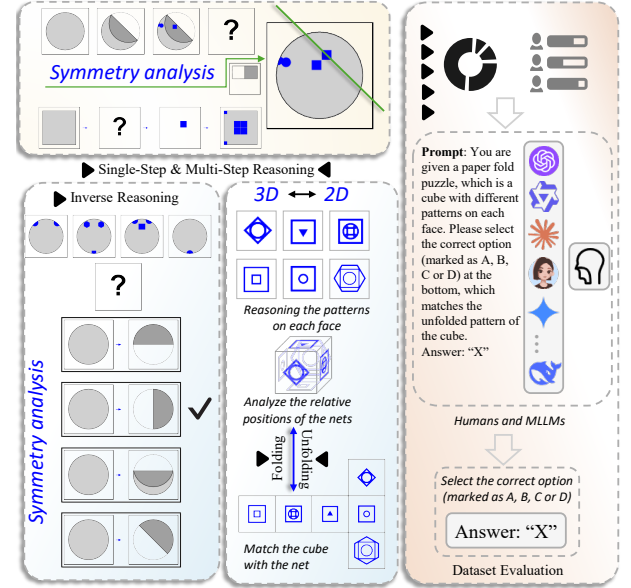 ?
Symmetry analysis
?
Single-Step & Multi-Step Reasoning
Inverse Reasoning
?
Symmetry analysis
3D 2D
Reasoning the patterns
on each face
Analyze the relative
positions of the nets
Folding
Unfolding
Match the cube
with the net
Prompt: You are
given a paper fold
puzzle, which is a
cube with different
patterns on each
face. Please select
the correct option
(marked as A, B,
C or D) at the
bottom, which
matches the
unfolded pattern of
the cube.
Answer: “X”
Humans and MLLMs
Select the correct option
(marked as A, B, C or D)
Answer: “X”
Dataset Evaluation